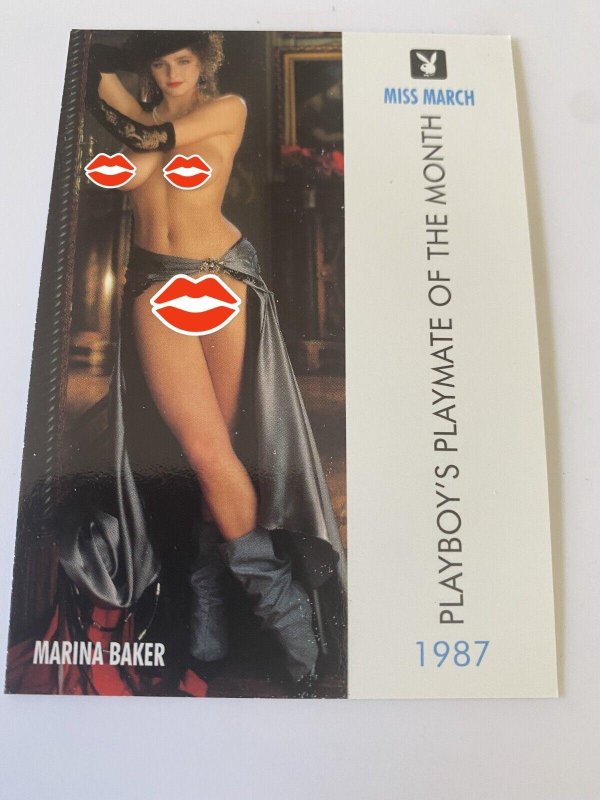 MISS MARCH
PLAYBOY'S PLAYMATE OF THE MONTH
1987
MARINA BAKER